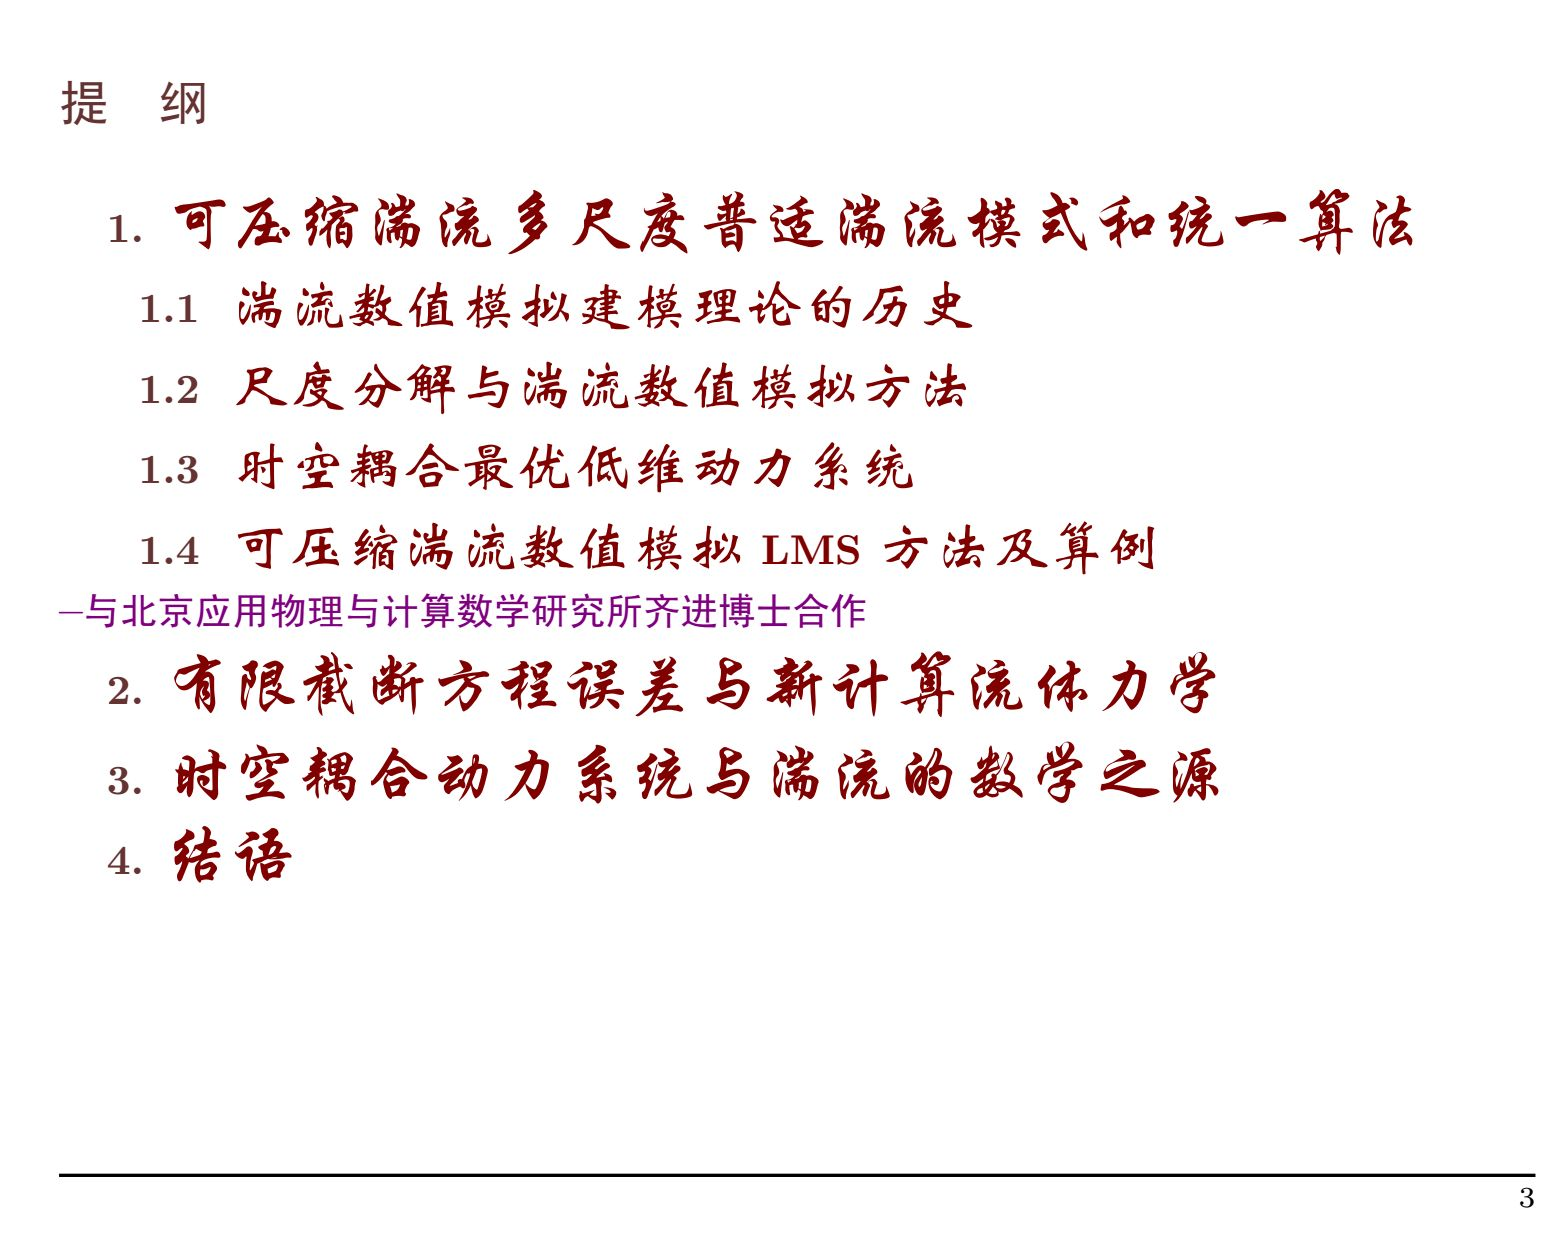 提 纲
1. 可压缩湍流多尺度普适湍流模式和统一算法
1.1 湍流数值模拟建模理论的历史
1.2 尺度分解与湍流数值模拟方法
1.3 时空耦合最优低维动力系统
1.4 可压缩湍流数值模拟 LMS 方法及算例
—与北京应用物理与计算数学研究所齐进博士合作
2. 有限截断方程误差与新计算流体力学
3. 时空耦合动力系统与湍流的数学之源
4. 结语
3